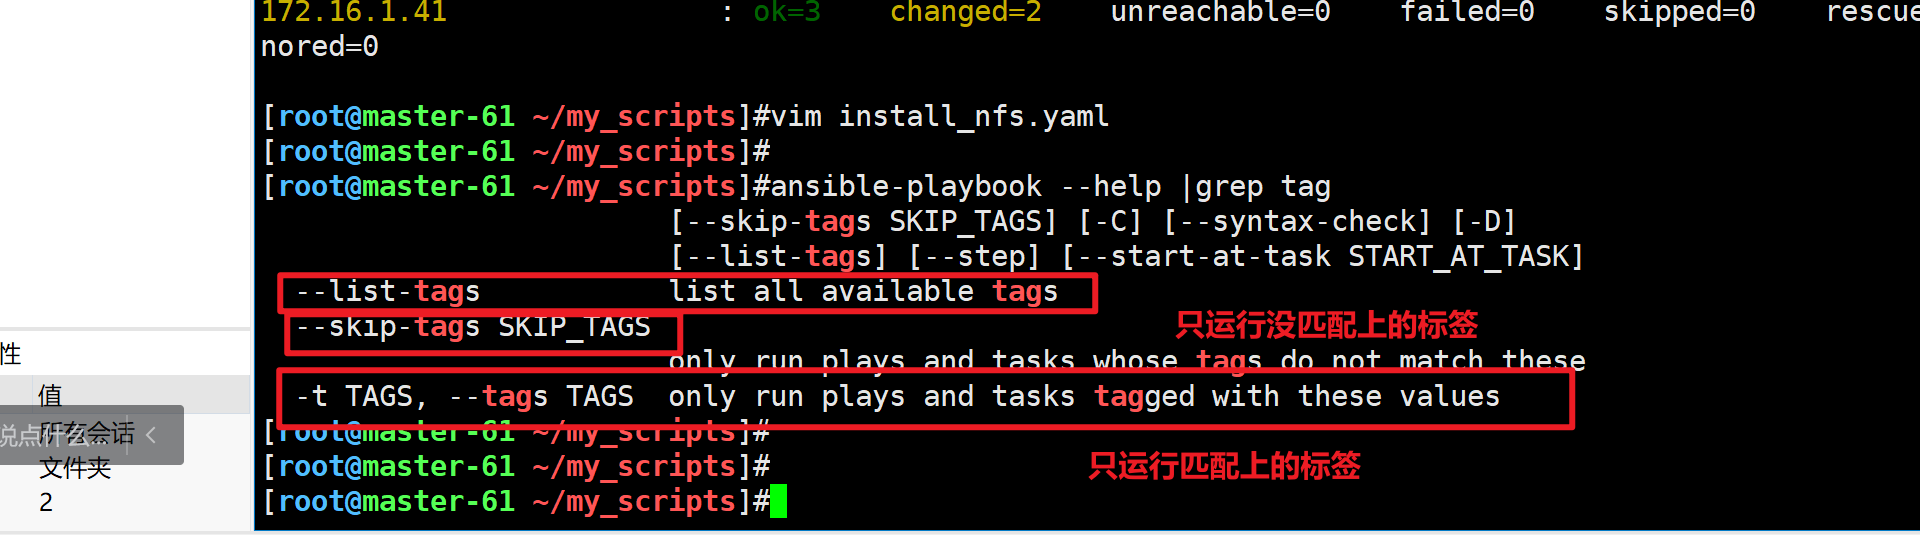 172.16.1.41 : ok=3 changed=2 unreachable=0 failed=0 skipped=0 rescue
nored=0
[root@master-61 ~/my_scripts]#vim install_nfs.yaml
[root@master-61 ~/my_scripts]#
[root@master-61 ~/my_scripts]#ansible-playbook --help |grep tag
[--skip-tags SKIP_TAGS] [-C] [--syntax-check] [-D]
[--list-tags] [--step] [--start-at-task START_AT_TASK]
--list-tags list all available tags
--skip-tags SKIP_TAGS
只运行没匹配上的标签
only run plays and tasks whose tags do not match these
-t TAGS, --tags TAGS only run plays and tasks tagged with these values
[root@master-61 ~/my_scripts]#
[root@master-61 ~/my_scripts]#
只运行匹配上的标签
[root@master-61 ~/my_scripts]#
性
值
所有会话
说点什么...
文件夹
2